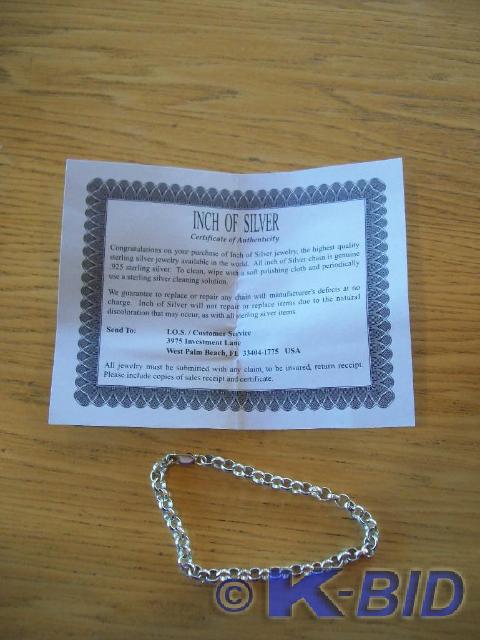 INCH OF SILVER
Certificate of Authenticity
Congratulations on your purchase of Inch of Silver jewelry, the highest quality
sterling silver jewelry available in the world. All inch of Silver chain is genuine
.925 sterling silver. To clean, wipe with a soft polishing cloth and periodically
use a sterling silver cleaning solution.
We guarantee to replace or repair any chain with manufacturer's defects at no
charge. Inch of Silver will not repair or replace items due to the natural
discoloration that may occur, as with all sterling silver items.
Send To: I.O.S. / Customer Service
3975 Investment Lane
West Palm Beach, FL 33404-1775 USA
All jewelry must be submitted with any claim, to be insured, return receipt.
Please include copies of sales receipt and certificate.
© K-BID